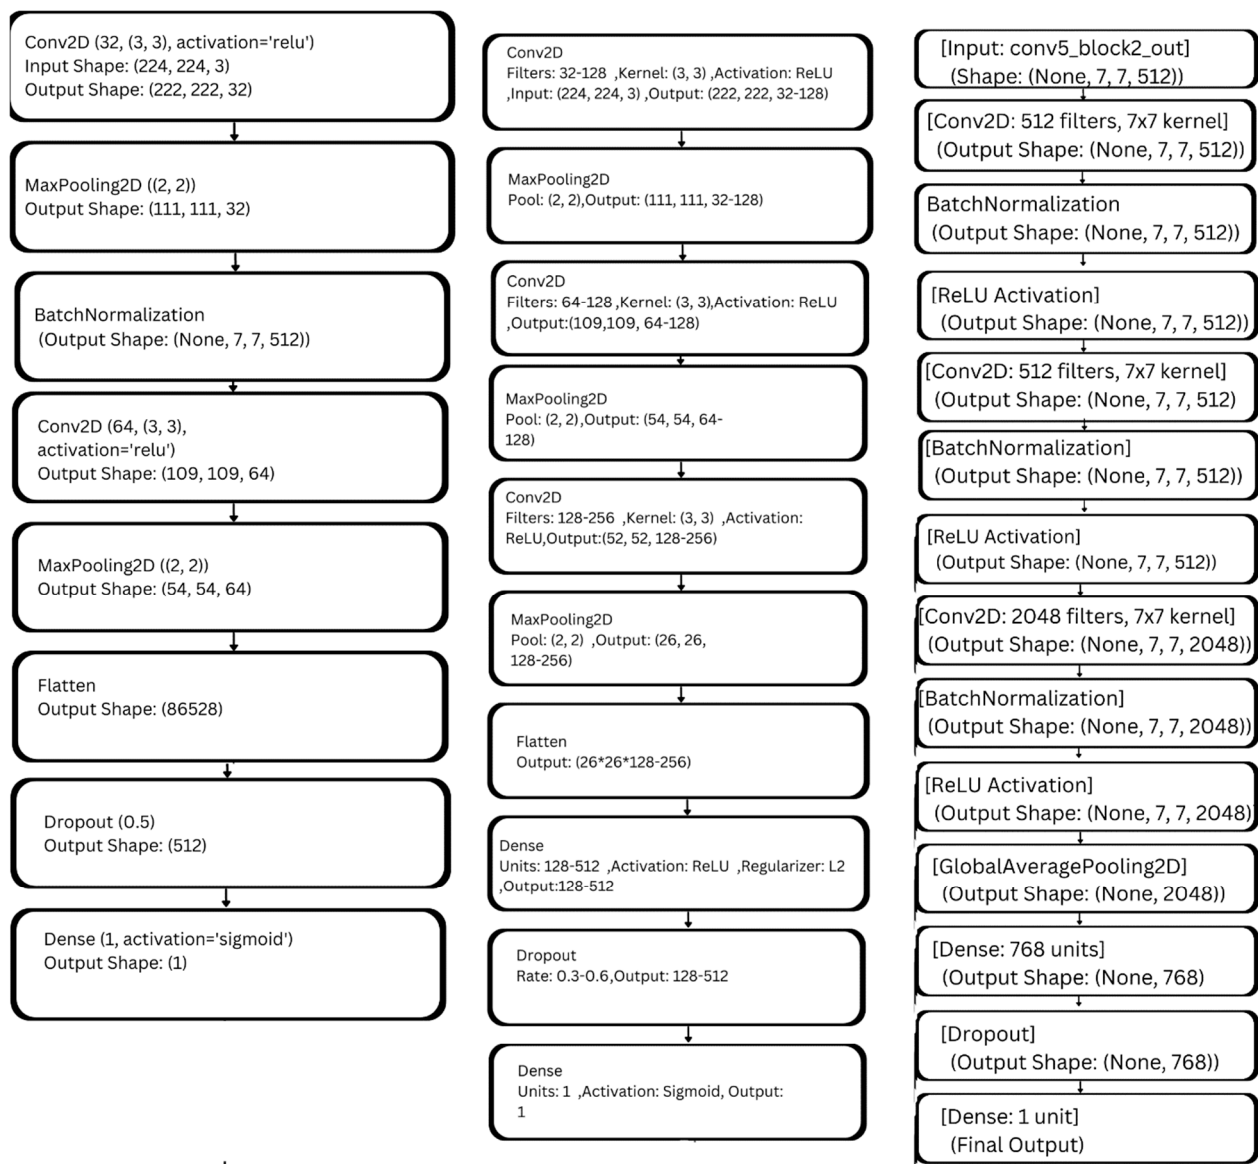 Conv2D (32, (3, 3), activation='relu')
Input Shape: (224, 224, 3)
Output Shape: (222, 222, 32)
MaxPooling2D ((2, 2))
Output Shape: (111, 111, 32)
BatchNormalization
(Output Shape: (None, 7, 7, 512))
Conv2D (64, (3, 3),
activation='relu')
Output Shape: (109, 109, 64)
MaxPooling2D ((2, 2))
Output Shape: (54, 54, 64)
Flatten
Output Shape: (86528)
Dropout (0.5)
Output Shape: (512)
Dense (1, activation='sigmoid')
Output Shape: (1)
Conv2D
Filters: 32-128 ,Kernel: (3, 3) ,Activation: ReLU
,Input: (224, 224, 3) ,Output: (222, 222, 32-128)
MaxPooling2D
Pool: (2, 2),Output: (111, 111, 32-128)
Conv2D
Filters: 64-128 ,Kernel: (3, 3),Activation: ReLU
,Output:(109,109, 64-128)
MaxPooling2D
Pool: (2, 2),Output: (54, 54, 64-
128)
Conv2D
Filters: 128-256 ,Kernel: (3, 3) ,Activation:
ReLU,Output:(52, 52, 128-256)
MaxPooling2D
Pool: (2, 2) ,Output: (26, 26,
128-256)
Flatten
Output: (26*26*128-256)
Dense
Units: 128-512 ,Activation: ReLU ,Regularizer: L2
,Output:128-512
Dropout
Rate: 0.3-0.6,Output: 128-512
Dense
Units: 1 ,Activation: Sigmoid, Output:
1
[Input: conv5_block2_out]
(Shape: (None, 7, 7, 512))
[Conv2D: 512 filters, 7x7 kernel]
(Output Shape: (None, 7, 7, 512))
BatchNormalization
(Output Shape: (None, 7, 7, 512))
[ReLU Activation]
(Output Shape: (None, 7, 7, 512))
[Conv2D: 512 filters, 7x7 kernel]
(Output Shape: (None, 7, 7, 512)
[BatchNormalization]
(Output Shape: (None, 7, 7, 512))
[ReLU Activation]
(Output Shape: (None, 7, 7, 512))
[Conv2D: 2048 filters, 7x7 kernel]
(Output Shape: (None, 7, 7, 2048))
[BatchNormalization]
(Output Shape: (None, 7, 7, 2048))
[ReLU Activation]
(Output Shape: (None, 7, 7, 2048)
[GlobalAveragePooling2D]
(Output Shape: (None, 2048))
[Dense: 768 units]
(Output Shape: (None, 768)
[Dropout]
(Output Shape: (None, 768))
[Dense: 1 unit]
(Final Output)